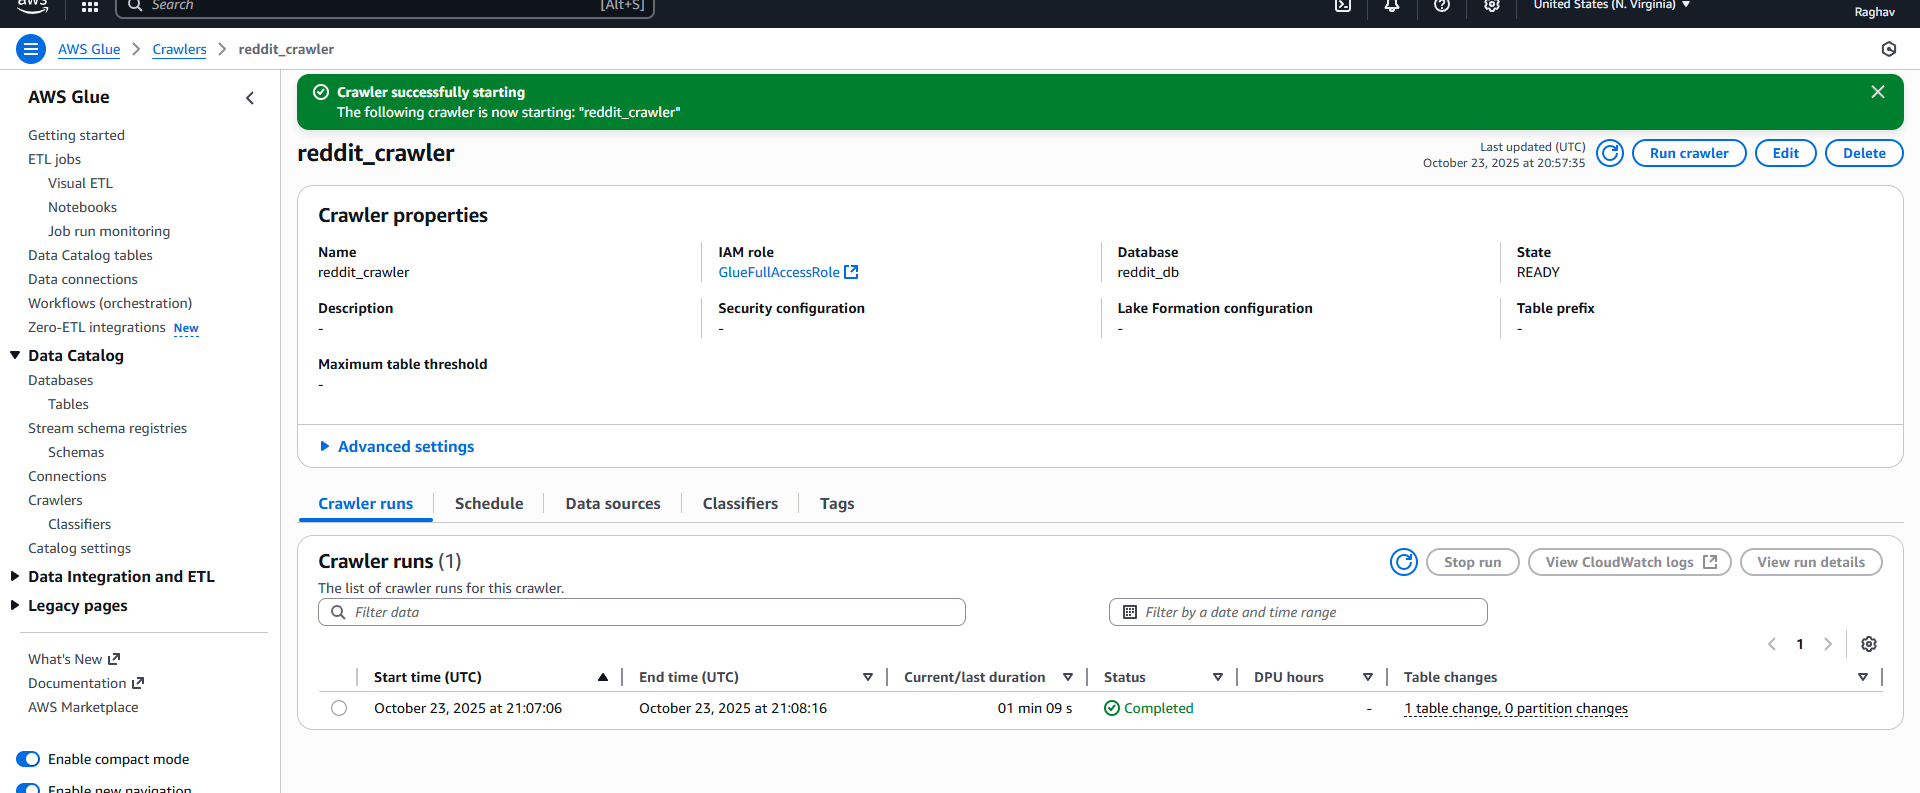 aws
Search
[Alt+S]
United States (N. Virginia)
Raghav
AWS Glue
Crawlers
reddit_crawler
AWS Glue
Getting started
ETL jobs
Visual ETL
Notebooks
Job run monitoring
Data Catalog tables
Data connections
Workflows (orchestration)
Zero-ETL integrations New
Data Catalog
Databases
Tables
Stream schema registries
Schemas
Connections
Crawlers
Classifiers
Catalog settings
Data Integration and ETL
Legacy pages
What's New
Documentation
AWS Marketplace
Enable compact mode
Enable new navigation
Crawler successfully starting
The following crawler is now starting: "reddit_crawler"
reddit_crawler
Last updated (UTC)
October 23, 2025 at 20:57:35
Run crawler
Edit
Delete
Crawler properties
Name
reddit_crawler
IAM role
GlueFullAccessRole
Database
reddit_db
State
READY
Description
-
Security configuration
-
Lake Formation configuration
-
Table prefix
-
Maximum table threshold
-
Advanced settings
Crawler runs
Schedule
Data sources
Classifiers
Tags
Crawler runs (1)
The list of crawler runs for this crawler.
Stop run
View CloudWatch logs
View run details
Filter data
Filter by a date and time range
1
Start time (UTC) End time (UTC) Current/last duration Status DPU hours Table changes
October 23, 2025 at 21:07:06 October 23, 2025 at 21:08:16 01 min 09 s Completed - 1 table change, 0 partition changes